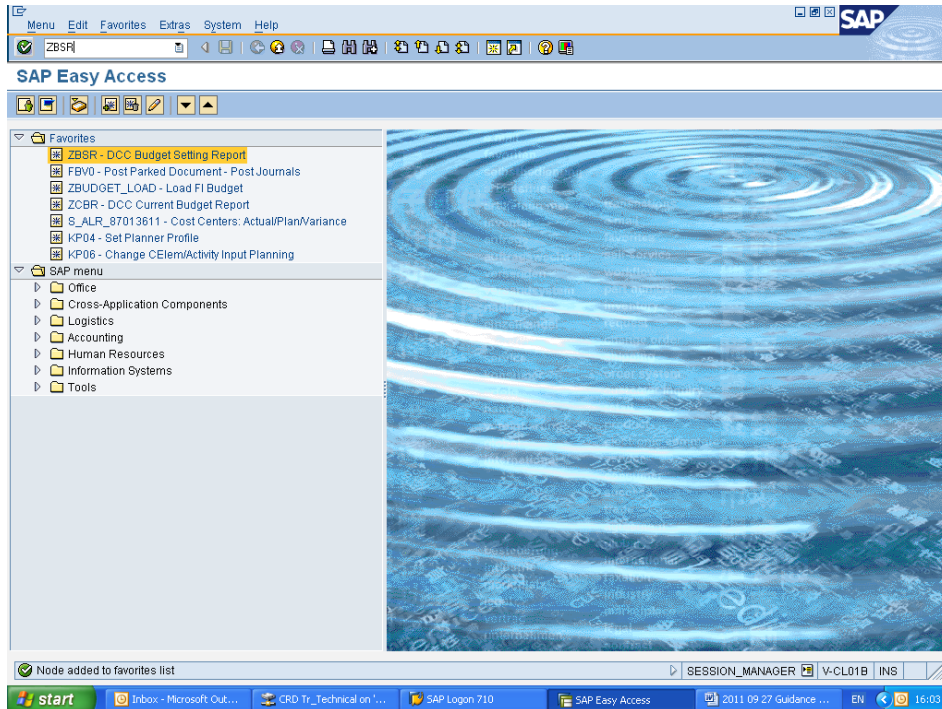 Menu Edit Favorites Extras System Help
SAP
ZBSR
SAP Easy Access
Favorites
ZBSR - DCC Budget Setting Report
FBV0 - Post Parked Document - Post Journals
ZBUDGET_LOAD - Load FI Budget
ZCBR - DCC Current Budget Report
S_ALR_87013611 - Cost Centers: Actual/Plan/Variance
KP04 - Set Planner Profile
KP06 - Change CElem/Activity Input Planning
SAP menu
Office
Cross-Application Components
Logistics
Accounting
Human Resources
Information Systems
Tools
Node added to favorites list
SESSION_MANAGER V-CL01B INS
start Inbox - Microsoft Out... CRD Tr_Technical on '... SAP Logon 710 SAP Easy Access 2011 09 27 Guidance ... EN 16:03